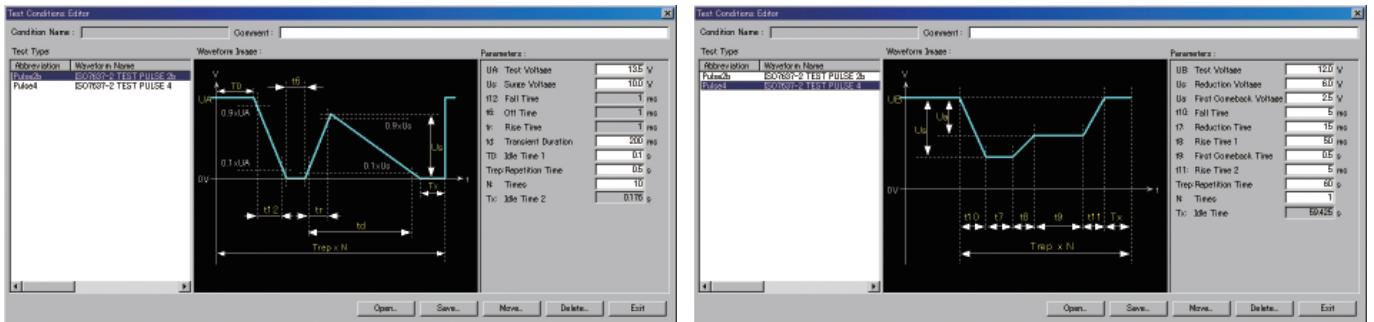 Test Conditions Editor
Condition Name :
Comment :
Test Type
Waveform Image :
Parameters :
Abbreviation Waveform Name
Pulse2b ISO7637-2 TEST PULSE 2b
Pulse4 ISO7637-2 TEST PULSE 4
V
T0
t6
UA
0.9xUA
0.9xUs
Us
0.1xUA
0.1xUs
0V
Tx
t
t12
tr
td
Trep x N
UA: Test Voltage 13.5 V
Us: Surge Voltage 10.0 V
t12: Fall Time 1 ms
t6: Off Time 1 ms
tr: Rise Time 1 ms
td: Transient Duration 200 ms
T0: Idle Time 1 0.1 s
Trep: Repetition Time 0.5 s
N: Times 10
Tx: Idle Time 2 0.176 s
Open... Save... Move... Delete... Exit
Test Conditions Editor
Condition Name :
Comment :
Test Type
Waveform Image :
Parameters :
Abbreviation Waveform Name
Pulse2b ISO7637-2 TEST PULSE 2b
Pulse4 ISO7637-2 TEST PULSE 4
V
UB
Us
Ua
0V
t
t10 t7 t8 t9 t11 Tx
Trep x N
UB: Test Voltage 12.0 V
Us: Reduction Voltage 6.0 V
Ua: First Comeback Voltage 2.5 V
t10: Fall Time 5 ms
t7: Reduction Time 15 ms
t8: Rise Time 1 50 ms
t9: First Comeback Time 0.5 s
t11: Rise Time 2 5 ms
Trep: Repetition Time 60 s
N: Times 1
Tx: Idle Time 59.425 s
Open... Save... Move... Delete... Exit